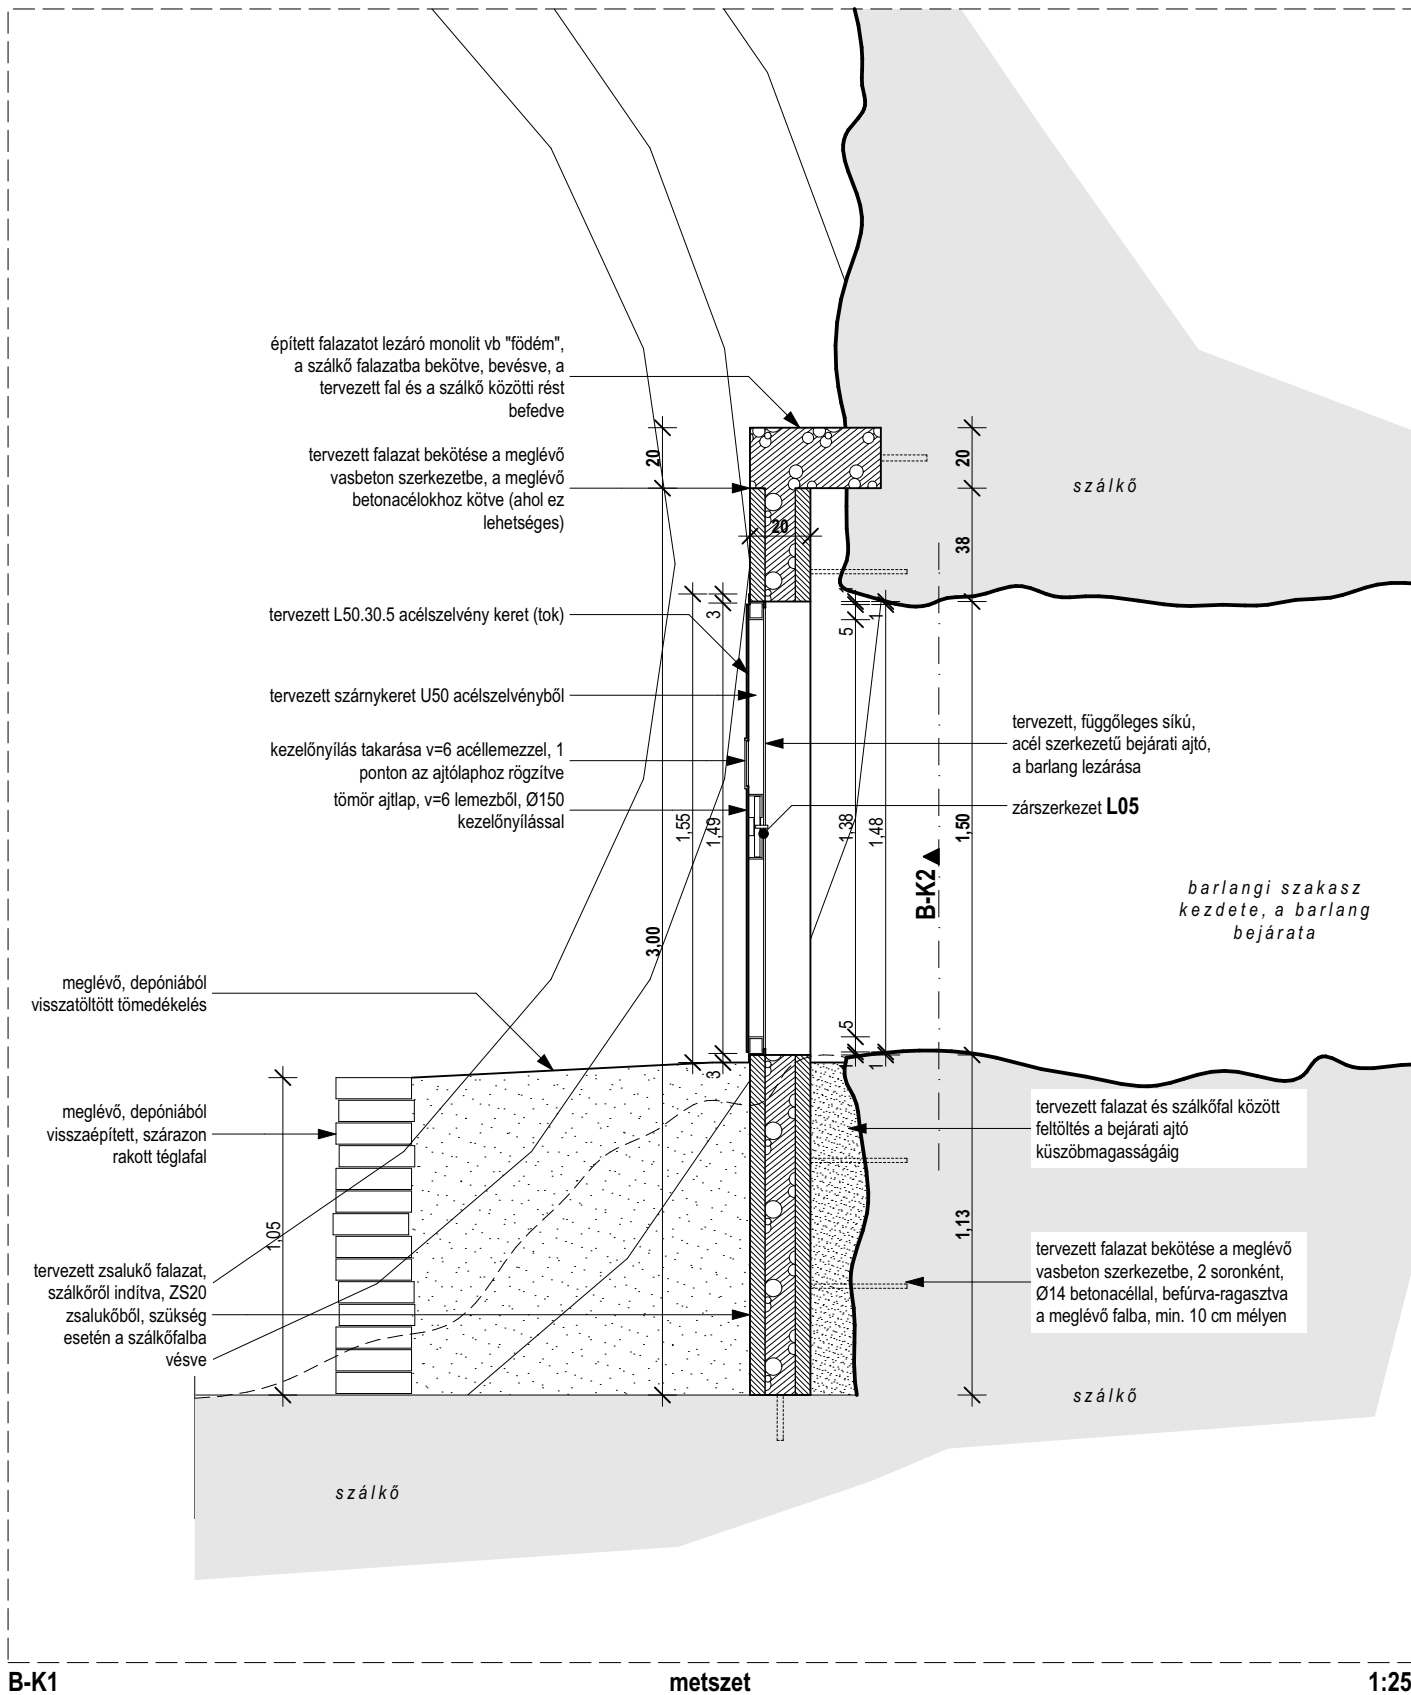 épített falazatot lezáró monolit vb "födém",
a szálkő falazatba bekötve, bevésve, a
tervezett fal és a szálkő közötti rést
befedve
tervezett falazat bekötése a meglévő
vasbeton szerkezetbe, a meglévő
betonacélokhoz kötve (ahol ez
lehetséges)
tervezett L50.30.5 acélszelvény keret (tok)
tervezett szárnykeret U50 acélszelvényből
kezelőnyílás takarása v=6 acéllemezzel, 1
ponton az ajtólaphoz rögzítve
tömör ajtlap, v=6 lemezből, Ø150
kezelőnyílással
meglévő, depóniából
visszatöltött tömedékelés
meglévő, depóniából
visszaépített, szárazon
rakott téglafal
tervezett zsalukő falazat,
szálkőről indítva, ZS20
zsalukőből, szükség
esetén a szálkőfalba
vésve
1,05
20
3,00
1,55
3
1,49
3
20
5
1,38
5
1
1,48
1
20
38
1,50
1,13
B-K2
szálkő
tervezett, függőleges síkú,
acél szerkezetű bejárati ajtó,
a barlang lezárása
zárszerkezet L05
barlangi szakasz
kezdete, a barlang
bejárata
tervezett falazat és szálkőfal között
feltöltés a bejárati ajtó
küszöbmagasságáig
tervezett falazat bekötése a meglévő
vasbeton szerkezetbe, 2 soronként,
Ø14 betonacéllal, befúrva-ragasztva
a meglévő falba, min. 10 cm mélyen
szálkő
szálkő
B-K1
metszet
1:25